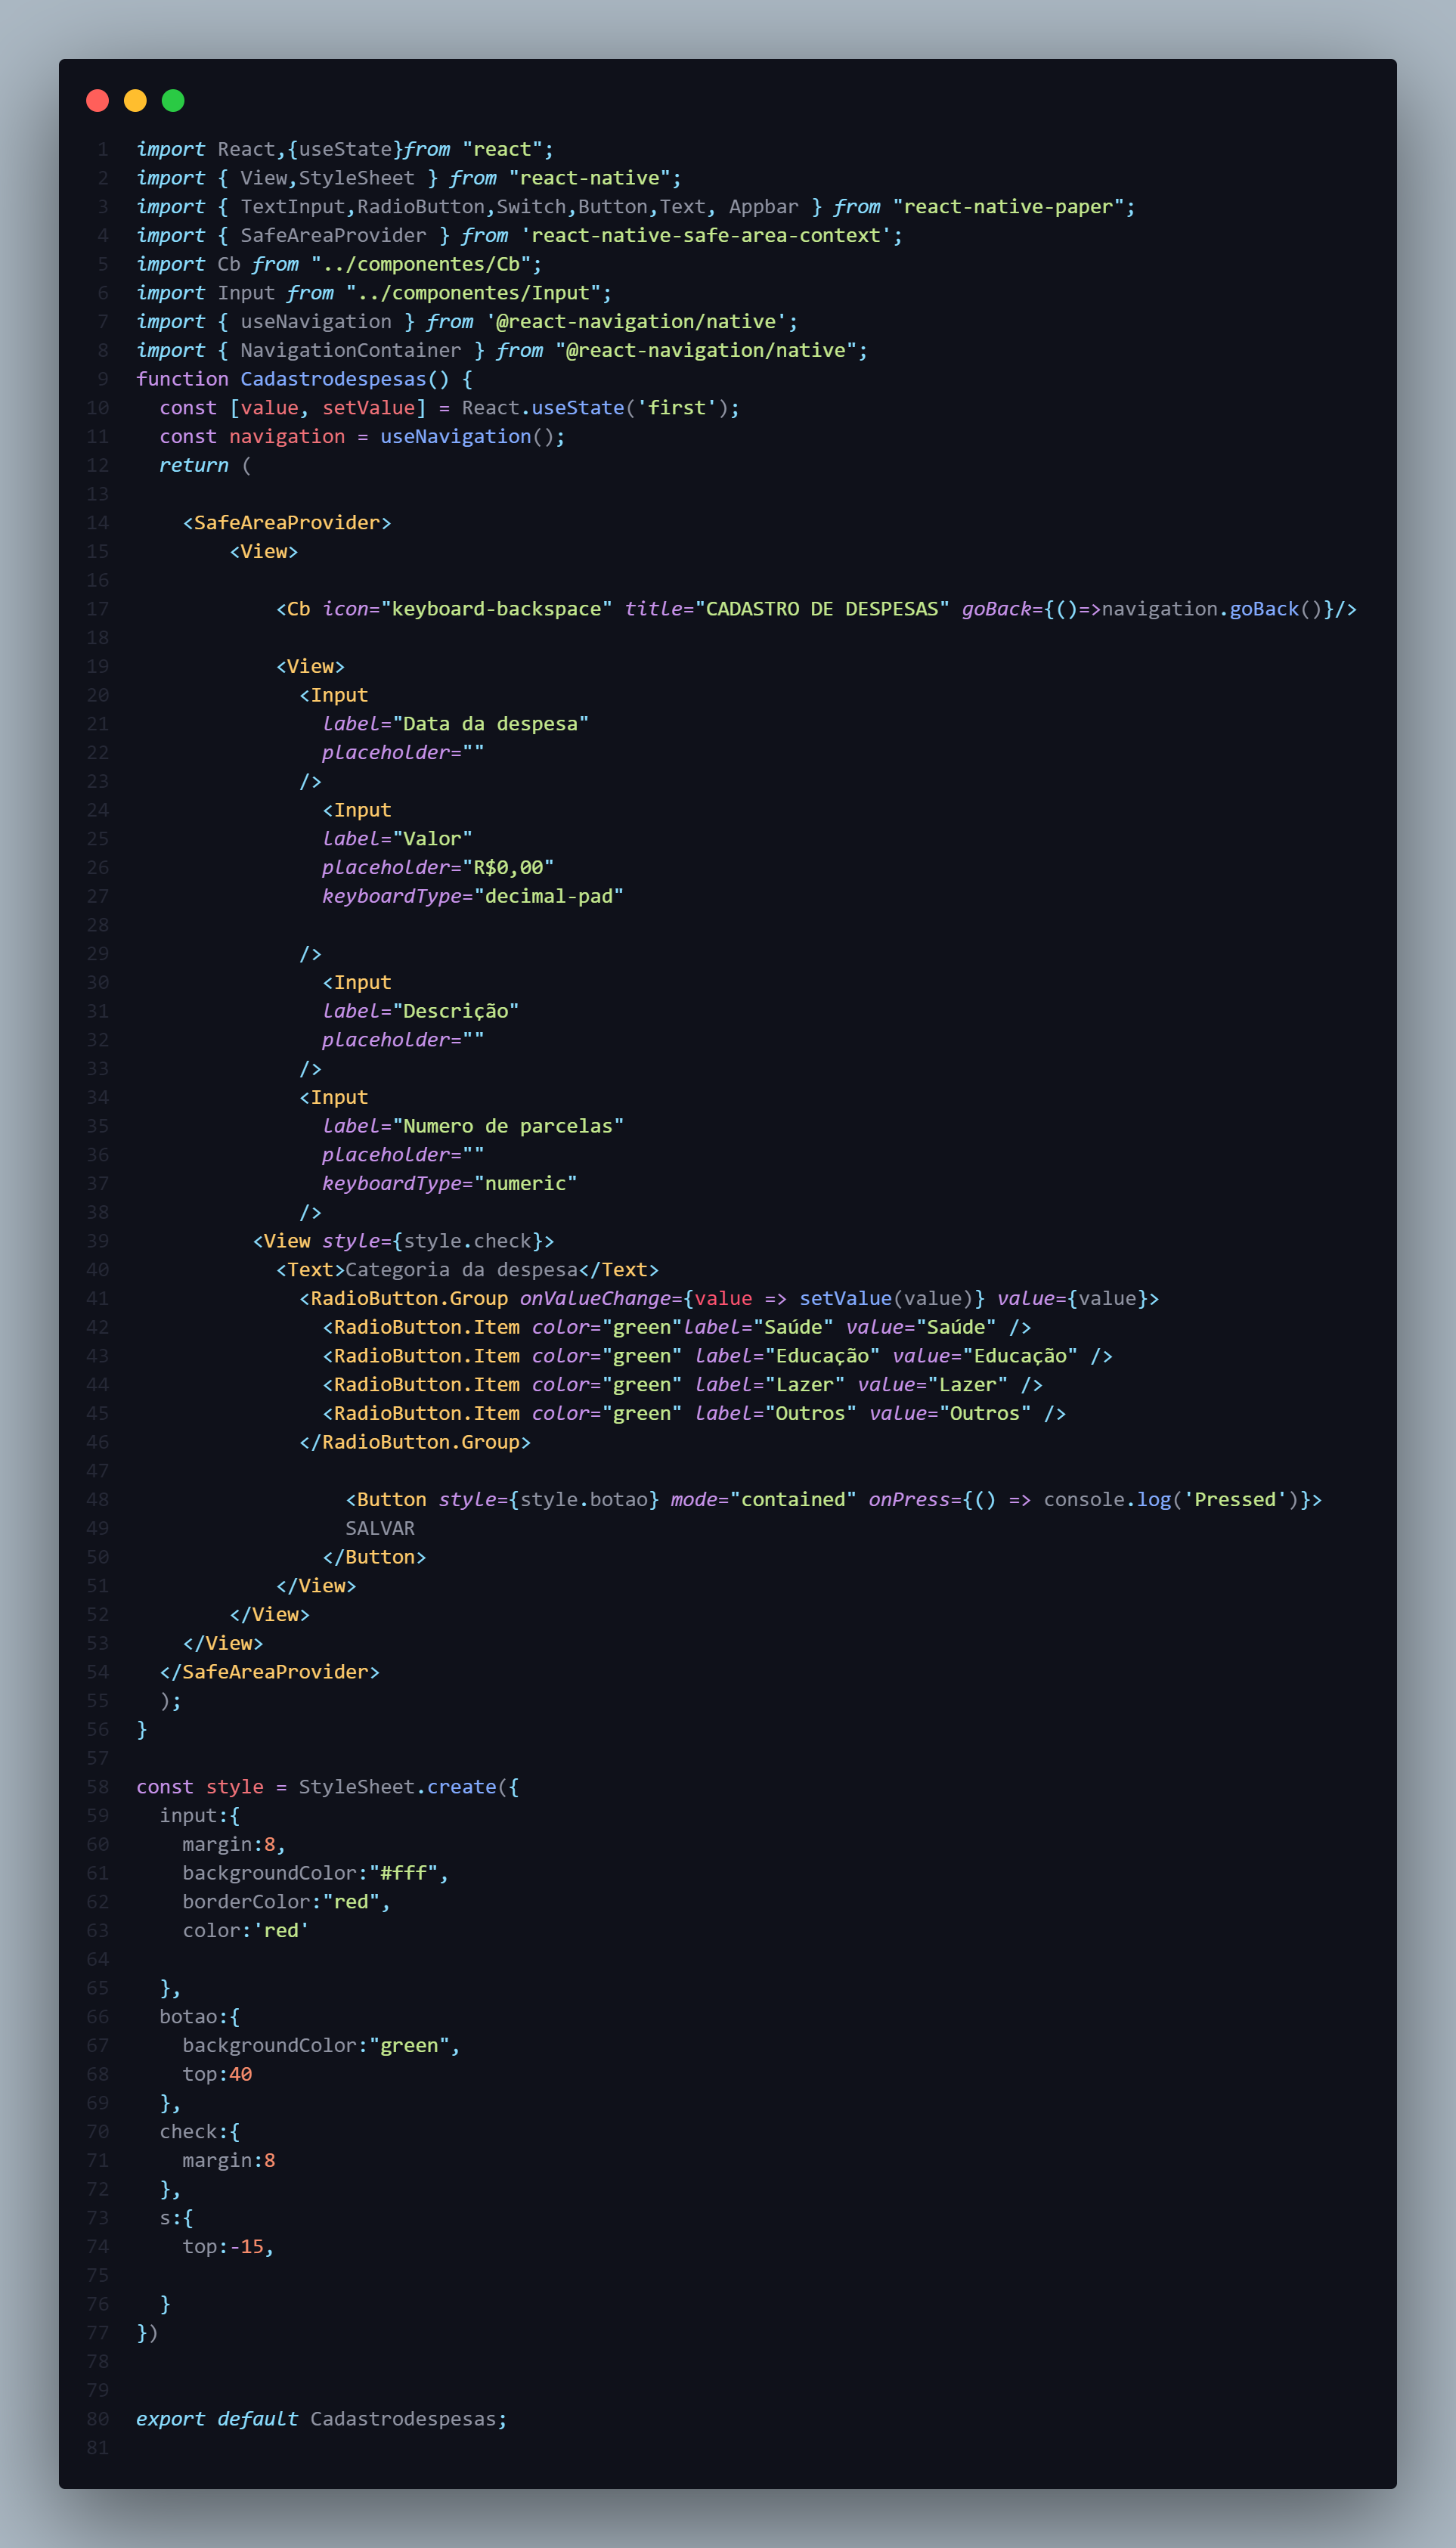 1 import React,{useState}from "react";
2 import { View,StyleSheet } from "react-native";
3 import { TextInput,RadioButton,Switch,Button,Text, Appbar } from "react-native-paper";
4 import { SafeAreaProvider } from 'react-native-safe-area-context';
5 import Cb from "../componentes/Cb";
6 import Input from "../componentes/Input";
7 import { useNavigation } from '@react-navigation/native';
8 import { NavigationContainer } from "@react-navigation/native";
9 function Cadastrodespesas() {
10   const [value, setValue] = React.useState('first');
11   const navigation = useNavigation();
12   return (
13
14     <SafeAreaProvider>
15         <View>
16
17             <Cb icon="keyboard-backspace" title="CADASTRO DE DESPESAS" goBack={()=>navigation.goBack()}/>
18
19             <View>
20               <Input
21                 label="Data da despesa"
22                 placeholder=""
23               />
24                 <Input
25                 label="Valor"
26                 placeholder="R$0,00"
27                 keyboardType="decimal-pad"
28
29               />
30                 <Input
31                 label="Descrição"
32                 placeholder=""
33               />
34               <Input
35                 label="Numero de parcelas"
36                 placeholder=""
37                 keyboardType="numeric"
38               />
39           <View style={style.check}>
40             <Text>Categoria da despesa</Text>
41               <RadioButton.Group onValueChange={value => setValue(value)} value={value}>
42                 <RadioButton.Item color="green"label="Saúde" value="Saúde" />
43                 <RadioButton.Item color="green" label="Educação" value="Educação" />
44                 <RadioButton.Item color="green" label="Lazer" value="Lazer" />
45                 <RadioButton.Item color="green" label="Outros" value="Outros" />
46               </RadioButton.Group>
47
48                   <Button style={style.botao} mode="contained" onPress={() => console.log('Pressed')}>
49                   SALVAR
50                 </Button>
51             </View>
52         </View>
53     </View>
54   </SafeAreaProvider>
55   );
56 }
57
58 const style = StyleSheet.create({
59   input:{
60     margin:8,
61     backgroundColor:"#fff",
62     borderColor:"red",
63     color:'red'
64
65   },
66   botao:{
67     backgroundColor:"green",
68     top:40
69   },
70   check:{
71     margin:8
72   },
73   s:{
74     top:-15,
75
76   }
77 })
78
79
80 export default Cadastrodespesas;
81